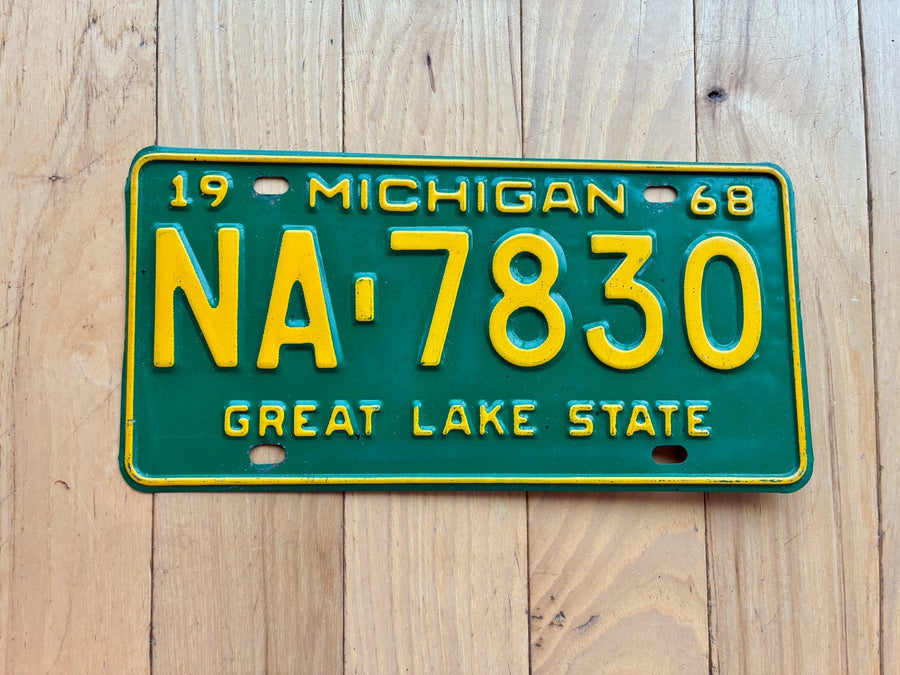 19 MICHIGAN 68
NA-7830
GREAT LAKE STATE